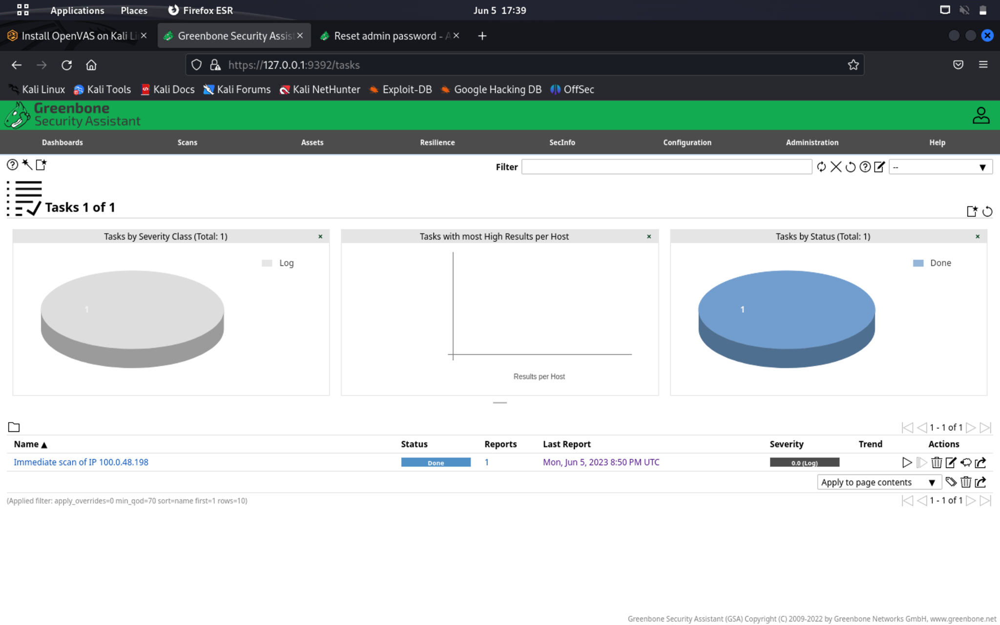 Applications Places Firefox ESR Jun 5 17:39
Install OpenVAS on Kali Li Greenbone Security Assis Reset admin password - A
https://127.0.0.1:9392/tasks
Kali Linux Kali Tools Kali Docs Kali Forums Kali NetHunter Exploit-DB Google Hacking DB OffSec
Greenbone
Security Assistant
Dashboards Scans Assets Resilience SecInfo Configuration Administration Help
Filter --
Tasks 1 of 1
Tasks by Severity Class (Total: 1) Tasks with most High Results per Host Tasks by Status (Total: 1)
Log Done
1 1
Results per Host
1 - 1 of 1
Name ▲ Status Reports Last Report Severity Trend Actions
Immediate scan of IP 100.0.48.198 Done 1 Mon, Jun 5, 2023 8:50 PM UTC 0.0 (Log)
Apply to page contents ▼
(Applied filter: apply_overrides=0 min_qod=70 sort=name first=1 rows=10) 1 - 1 of 1
Greenbone Security Assistant (GSA) Copyright (C) 2009-2022 by Greenbone Networks GmbH, www.greenbone.net